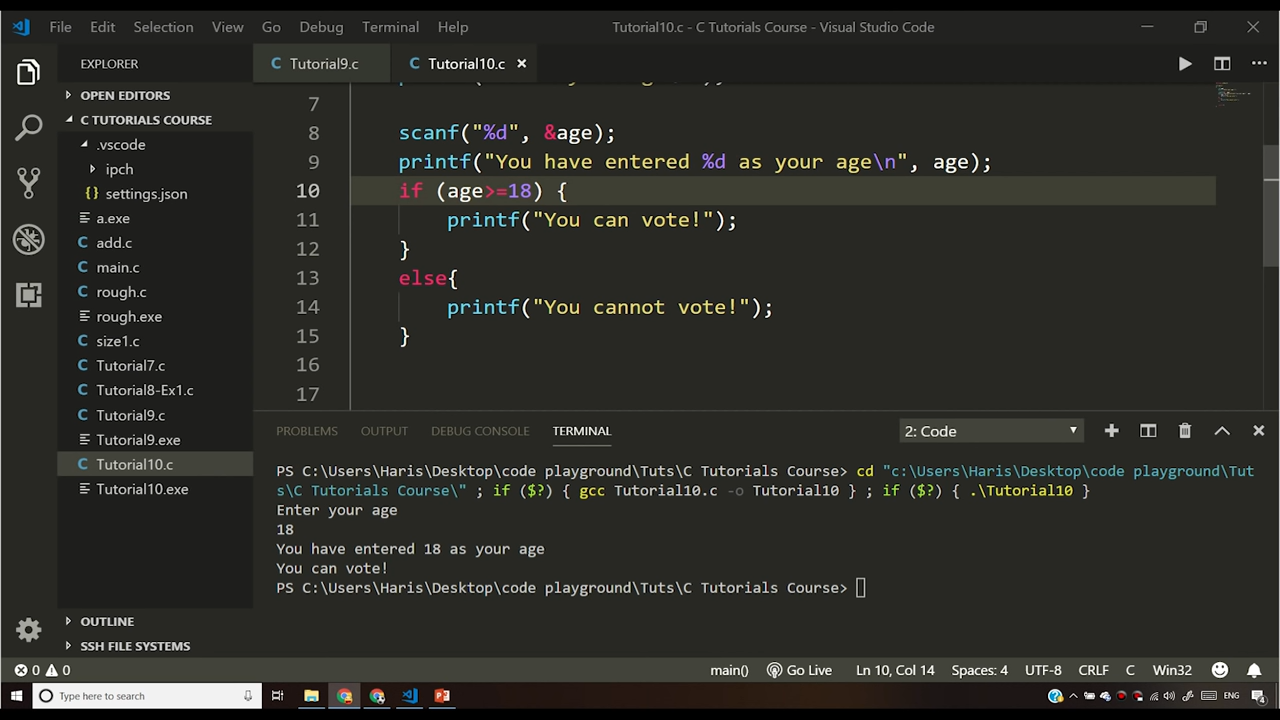 File Edit Selection View Go Debug Terminal Help Tutorial10.c - C Tutorials Course - Visual Studio Code
EXPLORER
OPEN EDITORS
C TUTORIALS COURSE
.vscode
ipch
{} settings.json
a.exe
C add.c
C main.c
C rough.c
rough.exe
C size1.c
C Tutorial7.c
C Tutorial8-Ex1.c
C Tutorial9.c
Tutorial9.exe
C Tutorial10.c
Tutorial10.exe
OUTLINE
SSH FILE SYSTEMS
C Tutorial9.c C Tutorial10.c
7
8 scanf("%d", &age);
9 printf("You have entered %d as your age\n", age);
10 if (age>=18) {
11 printf("You can vote!");
12 }
13 else{
14 printf("You cannot vote!");
15 }
16
17
PROBLEMS OUTPUT DEBUG CONSOLE TERMINAL 2: Code
PS C:\Users\Haris\Desktop\code playground\Tuts\C Tutorials Course> cd "c:\Users\Haris\Desktop\code playground\Tut
s\C Tutorials Course\" ; if ($?) { gcc Tutorial10.c -o Tutorial10 } ; if ($?) { .\Tutorial10 }
Enter your age
18
You have entered 18 as your age
You can vote!
PS C:\Users\Haris\Desktop\code playground\Tuts\C Tutorials Course>
0 0 main() Go Live Ln 10, Col 14 Spaces: 4 UTF-8 CRLF C Win32
Type here to search ENG 4